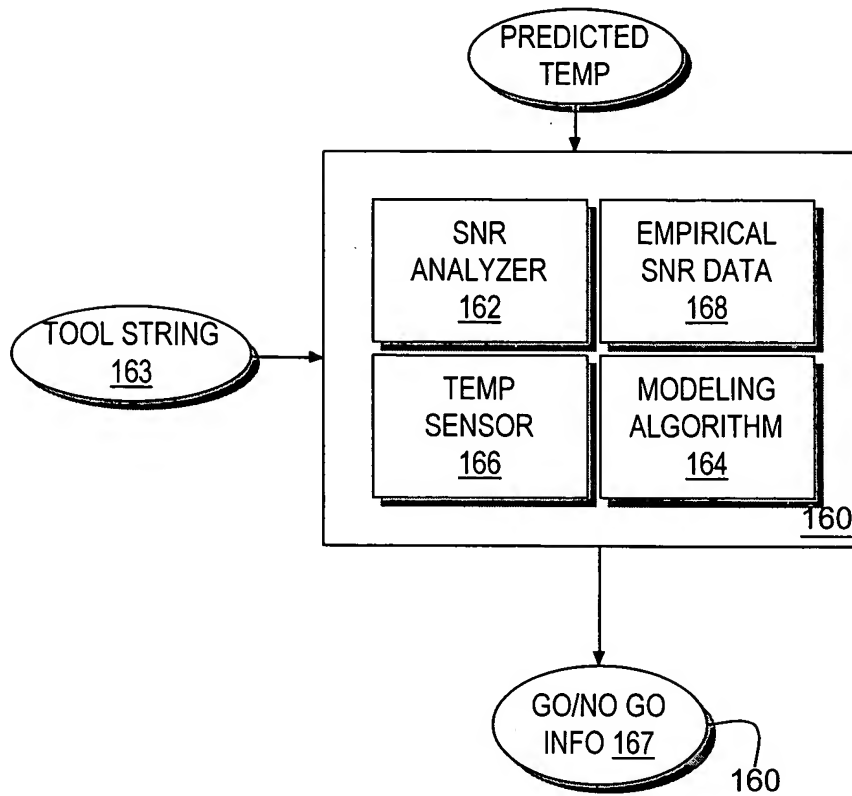 PREDICTED
TEMP
SNR
ANALYZER
162
EMPIRICAL
SNR DATA
168
TOOL STRING
163
TEMP
SENSOR
166
MODELING
ALGORITHM
164
160
GO/NO GO
INFO 167
160